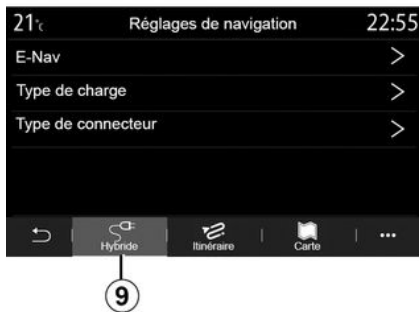 21°C Réglages de navigation 22:55
E-Nav
Type de charge
Type de connecteur
Hybride Itinéraire Carte
9